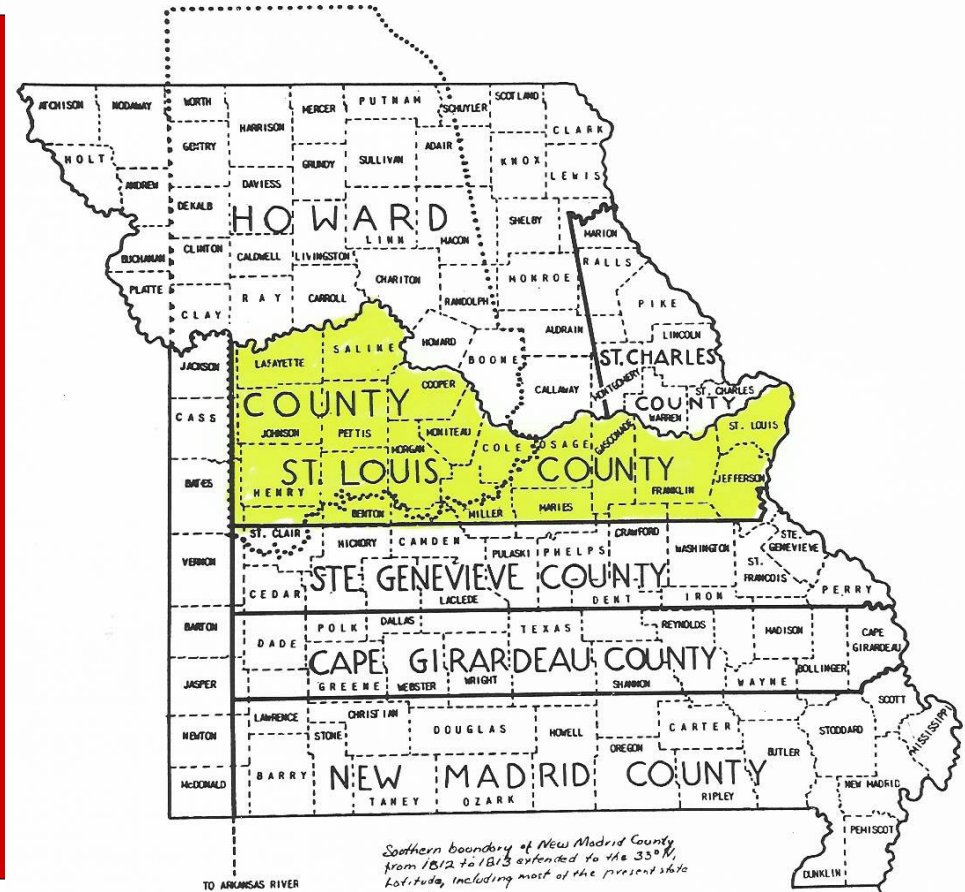 ATCHISON NODAWAY WORTH MERCER PUTNAM SCHUYLER SCOTLAND
HARRISON CLARK
HOLT GENTRY GRUNDY SULLIVAN ADAIR KNOX
LEWIS
ANDREW DAVIESS
DEKALB HOWARD SHELBY
MARION
LINN MACON
BUCHANAN CLINTON CALDWELL LIVINGSTON RALLS
PLATTE CHARITON MONROE
CLAY RAY CARROLL RANDOLPH PIKE
AUDRAIN LINCOLN
JACKSON LAFAYETTE SALINE HOWARD BOONE
ST. CHARLES
CALLAWAY MONTGOMERY ST. CHARLES
CASS COUNTY COOPER COUNTY
WARREN
JOHNSON PETTIS MORGAN MONITEAU COLE OSAGE GASCONADE ST. LOUIS
BATES ST. LOUIS COUNTY
HENRY FRANKLIN JEFFERSON
BENTON MILLER MARIES
ST. CLAIR HICKORY CAMDEN PULASKI PHELPS CRAWFORD WASHINGTON STE. GENEVIEVE
VERNON ST. FRANCOIS
CEDAR STE GENEVIEVE COUNTY
LACLEDE DENT IRON PERRY
BARTON POLK DALLAS TEXAS REYNOLDS MADISON CAPE GIRARDEAU
DADE
CAPE GIRARDEAU COUNTY
JASPER GREENE WEBSTER WRIGHT SHANNON WAYNE BOLLINGER
SCOTT
LAWRENCE CHRISTIAN
NEWTON STONE DOUGLAS HOWELL CARTER STODDARD MISSISSIPPI
OREGON BUTLER
McDONALD BARRY NEW MADRID COUNTY NEW MADRID
TANEY OZARK RIPLEY
PEMISCOT
Southern boundary of New Madrid County
from 1812 to 1813 extended to the 33° N,
Latitude, including most of the present state
DUNKLIN
TO ARKANSAS RIVER